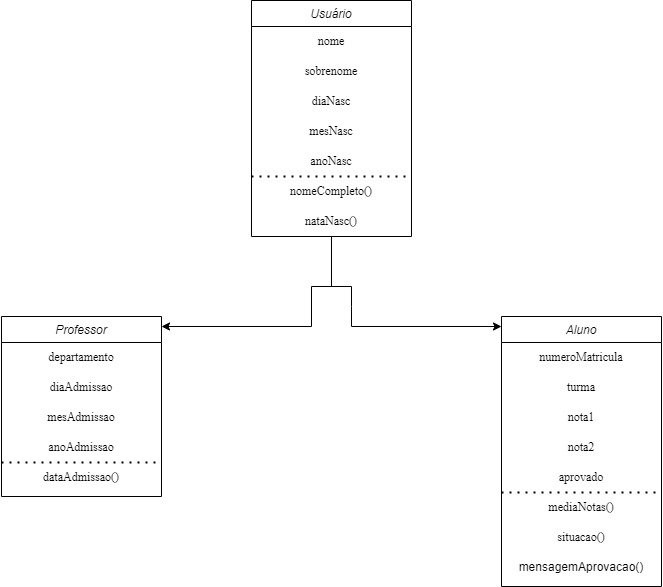 Usuário
nome
sobrenome
diaNasc
mesNasc
anoNasc
nomeCompleto()
nataNasc()
Professor
departamento
diaAdmissao
mesAdmissao
anoAdmissao
dataAdmissao()
Aluno
numeroMatricula
turma
nota1
nota2
aprovado
mediaNotas()
situacao()
mensagemAprovacao()